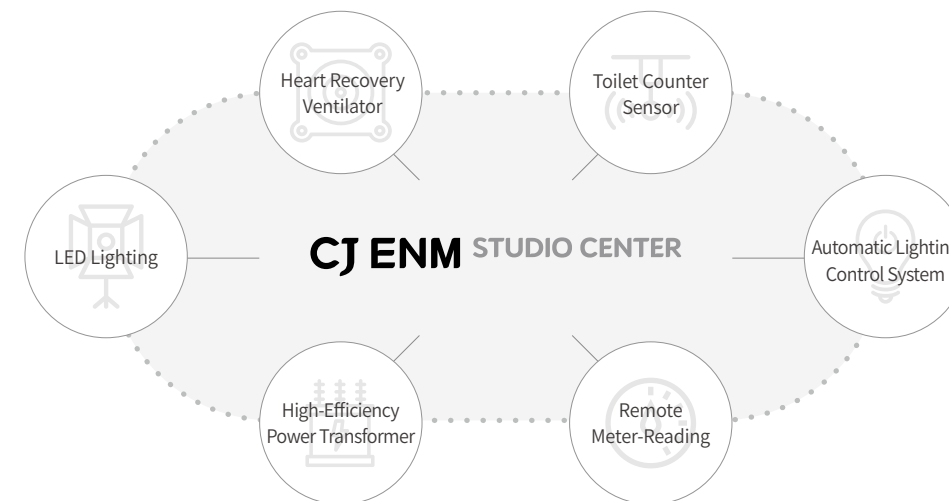 Heart Recovery
Ventilator
Toilet Counter
Sensor
LED Lighting
CJ ENM STUDIO CENTER
Automatic Lightin
Control System
High-Efficiency
Power Transformer
Remote
Meter-Reading